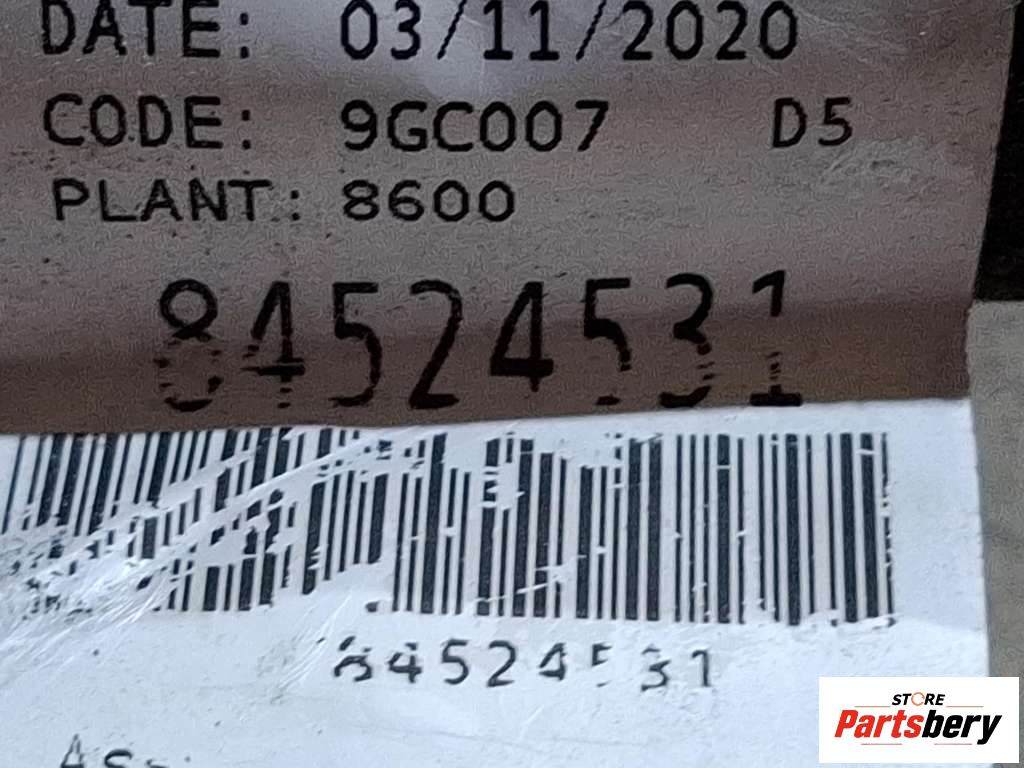 DATE: 03/11/2020
CODE: 9GC007 D5
PLANT: 8600
84524531
84524531
STORE
Partsbery